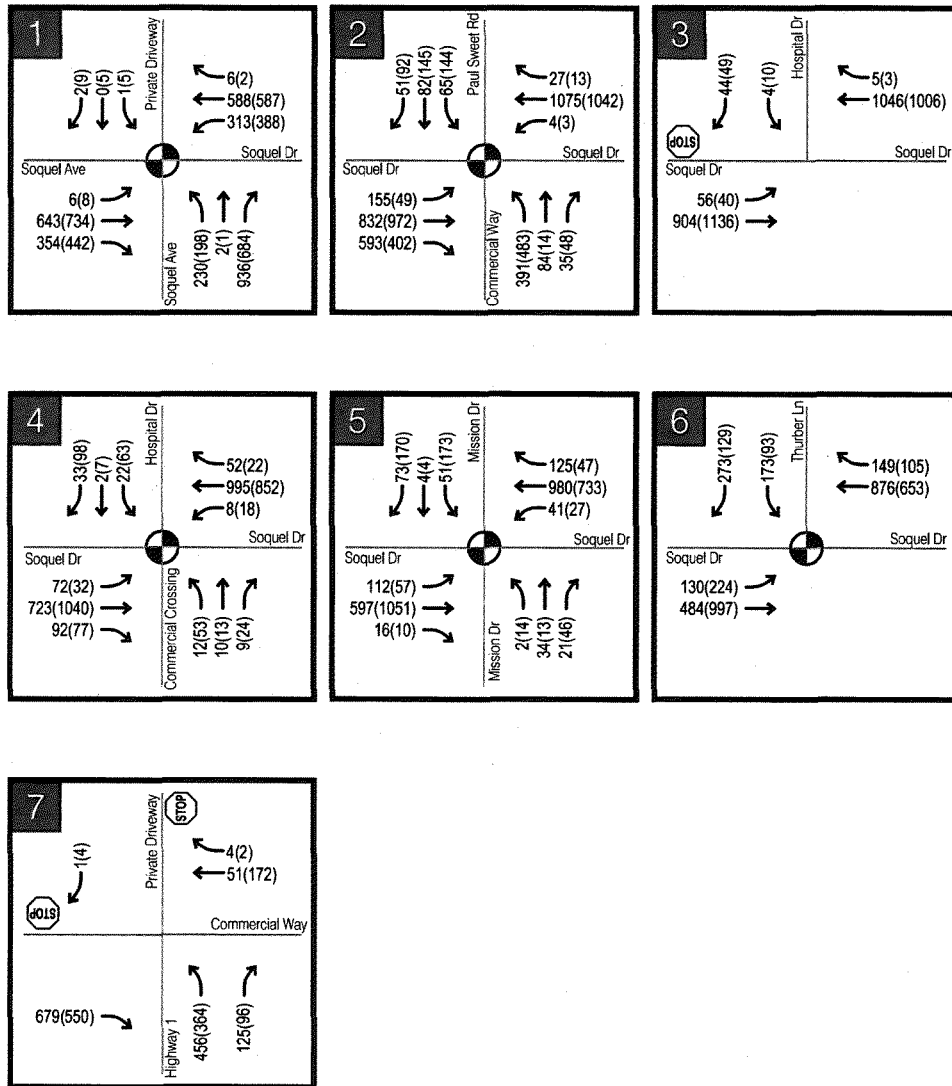 1
2(9)
0(5)
1(5)
Private Driveway
6(2)
588(587)
313(388)
Soquel Dr
Soquel Ave
6(8)
643(734)
354(442)
Soquel Ave
230(198)
2(1)
936(684)
2
51(92)
82(145)
65(144)
Paul Sweet Rd
27(13)
1075(1042)
4(3)
Soquel Dr
Soquel Dr
155(49)
832(972)
593(402)
Commercial Way
391(483)
84(14)
35(48)
3
44(49)
4(10)
Hospital Dr
5(3)
1046(1006)
STOP
Soquel Dr
Soquel Dr
56(40)
904(1136)
4
33(98)
2(7)
22(63)
Hospital Dr
52(22)
995(852)
8(18)
Soquel Dr
Soquel Dr
72(32)
723(1040)
92(77)
Commercial Crossing
12(53)
10(13)
9(24)
5
73(170)
4(4)
51(173)
Mission Dr
125(47)
980(733)
41(27)
Soquel Dr
Soquel Dr
112(57)
597(1051)
16(10)
Mission Dr
2(14)
34(13)
21(46)
6
273(129)
173(93)
Thurber Ln
149(105)
876(653)
Soquel Dr
Soquel Dr
130(224)
484(997)
7
1(4)
Private Driveway
STOP
4(2)
51(172)
STOP
Commercial Way
679(550)
Highway 1
456(364)
125(96)